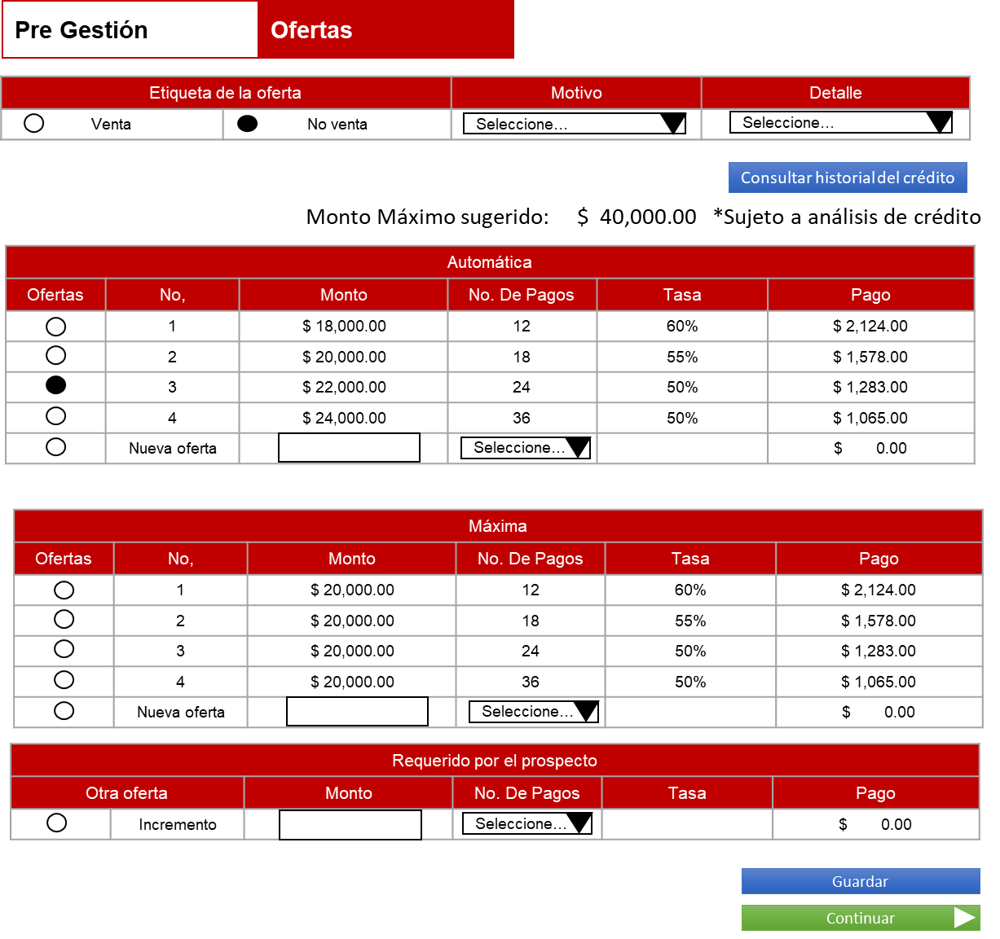 Pre Gestión Ofertas
Etiqueta de la oferta Motivo Detalle
Venta No venta Seleccione... Seleccione...
Consultar historial del crédito
Monto Máximo sugerido: $ 40,000.00 *Sujeto a análisis de crédito
Automática
Ofertas No, Monto No. De Pagos Tasa Pago
1 $ 18,000.00 12 60% $ 2,124.00
2 $ 20,000.00 18 55% $ 1,578.00
3 $ 22,000.00 24 50% $ 1,283.00
4 $ 24,000.00 36 50% $ 1,065.00
Nueva oferta Seleccione... $ 0.00
Máxima
Ofertas No, Monto No. De Pagos Tasa Pago
1 $ 20,000.00 12 60% $ 2,124.00
2 $ 20,000.00 18 55% $ 1,578.00
3 $ 20,000.00 24 50% $ 1,283.00
4 $ 20,000.00 36 50% $ 1,065.00
Nueva oferta Seleccione... $ 0.00
Requerido por el prospecto
Otra oferta Monto No. De Pagos Tasa Pago
Incremento Seleccione... $ 0.00
Guardar
Continuar